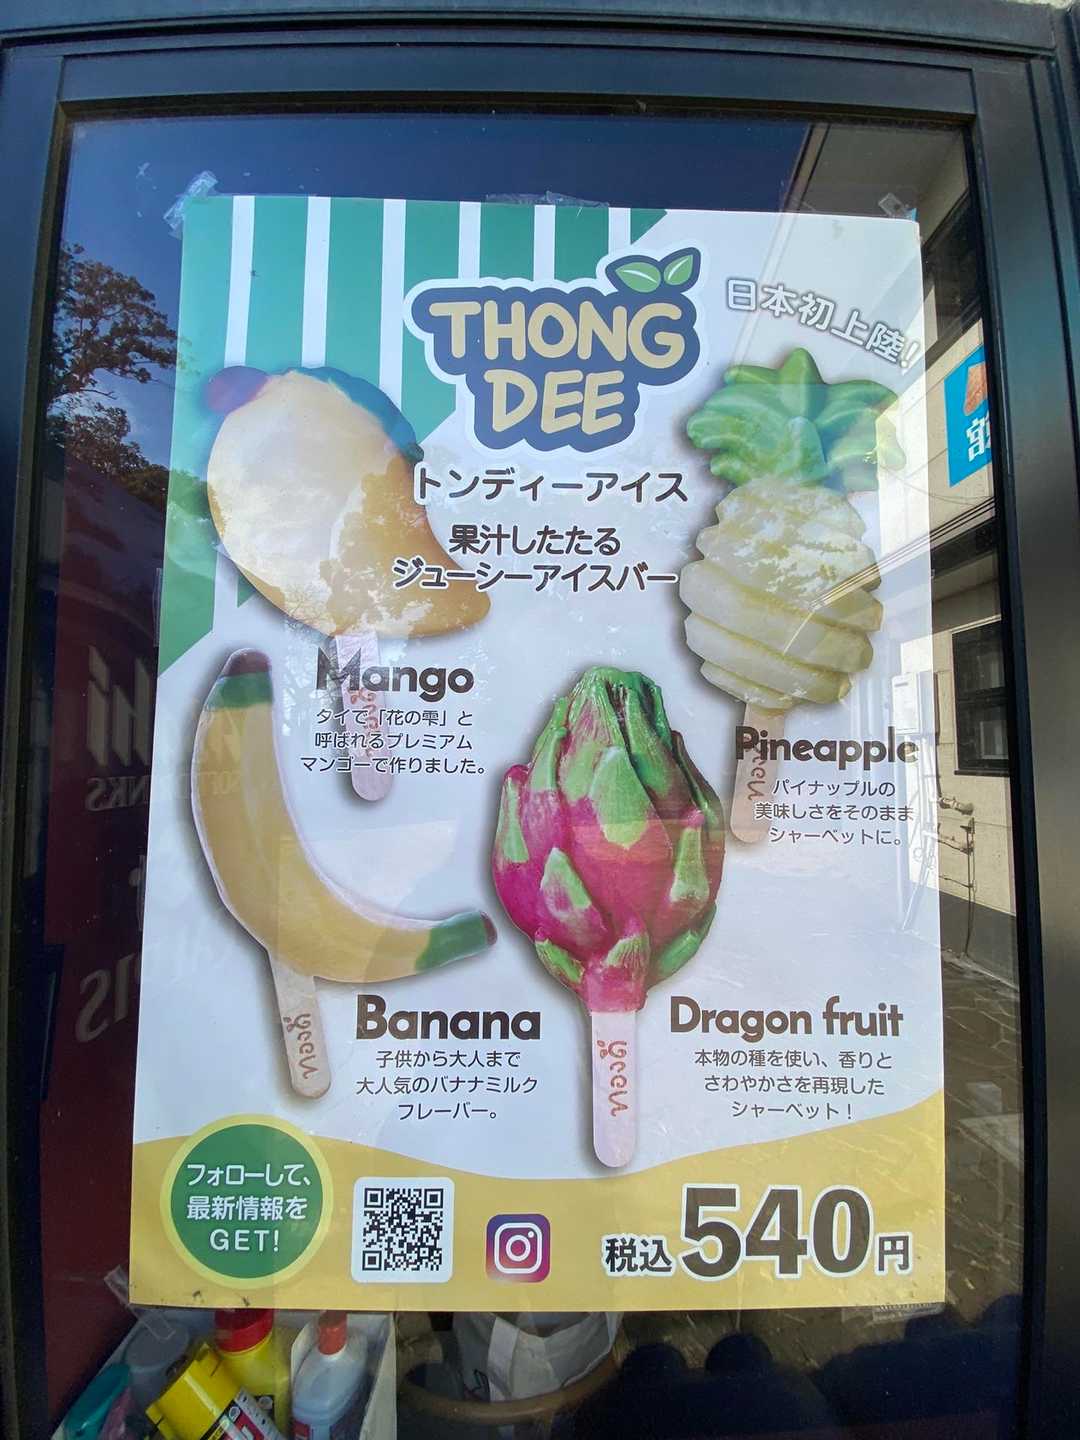 THONG
DEE
日本初上陸!
トンディーアイス
果汁したたる
ジューシーアイスバー
Mango
タイで「花の雫」と
呼ばれるプレミアム
マンゴーで作りました。
Pineapple
パイナップルの
美味しさをそのまま
シャーベットに。
Banana
子供から大人まで
大人気のバナナミルク
フレーバー。
Dragon fruit
本物の種を使い、香りと
さわやかさを再現した
シャーベット！
フォローして、
最新情報を
GET!
税込540円